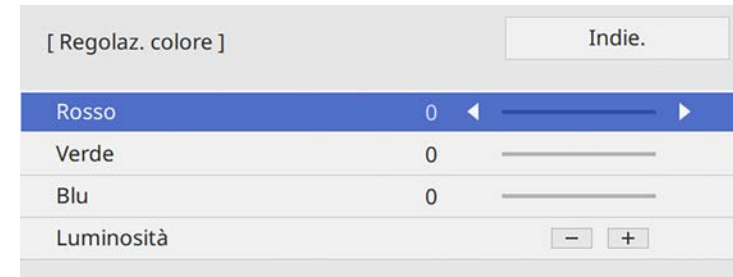 [ Regolaz. colore ] Indie.
Rosso 0
Verde 0
Blu 0
Luminosità − +